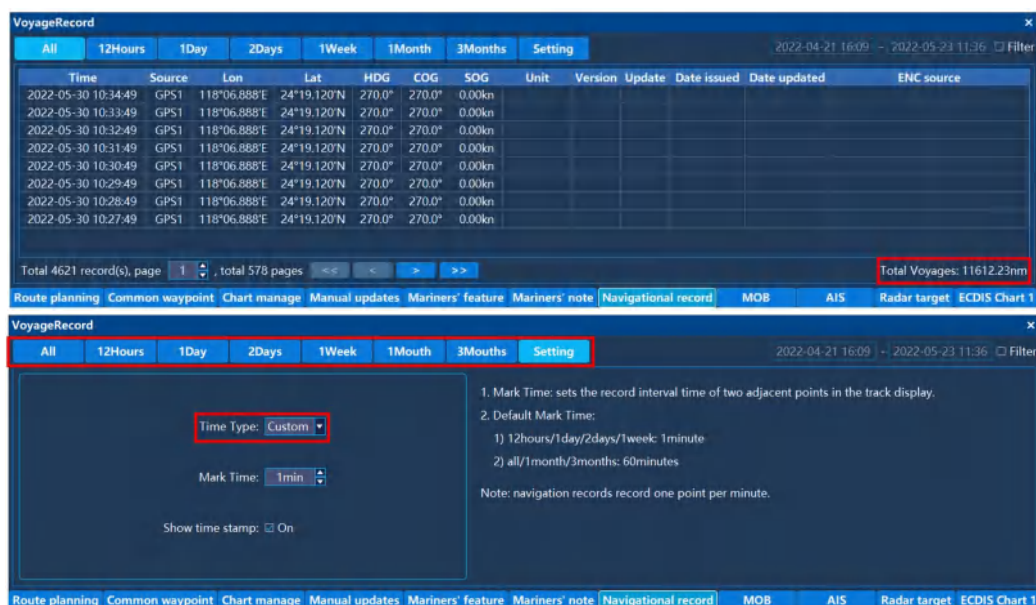 VoyageRecord ×
All 12Hours 1Day 2Days 1Week 1Month 3Months Setting 2022-04-21 16:09 - 2022-05-23 11:36 Filter
Time Source Lon Lat HDG COG SOG Unit Version Update Date issued Date updated ENC source
2022-05-30 10:34:49 GPS1 118°06.888'E 24°19.120'N 270.0° 270.0° 0.00kn
2022-05-30 10:33:49 GPS1 118°06.888'E 24°19.120'N 270.0° 270.0° 0.00kn
2022-05-30 10:32:49 GPS1 118°06.888'E 24°19.120'N 270.0° 270.0° 0.00kn
2022-05-30 10:31:49 GPS1 118°06.888'E 24°19.120'N 270.0° 270.0° 0.00kn
2022-05-30 10:30:49 GPS1 118°06.888'E 24°19.120'N 270.0° 270.0° 0.00kn
2022-05-30 10:29:49 GPS1 118°06.888'E 24°19.120'N 270.0° 270.0° 0.00kn
2022-05-30 10:28:49 GPS1 118°06.888'E 24°19.120'N 270.0° 270.0° 0.00kn
2022-05-30 10:27:49 GPS1 118°06.888'E 24°19.120'N 270.0° 270.0° 0.00kn
Total 4621 record(s), page 1 , total 578 pages << < > >> Total Voyages: 11612.23nm
Route planning Common waypoint Chart manage Manual updates Mariners' feature Mariners' note Navigational record MOB AIS Radar target ECDIS Chart 1
VoyageRecord ×
All 12Hours 1Day 2Days 1Week 1Mouth 3Mouths Setting 2022-04-21 16:09 - 2022-05-23 11:36 Filter
Time Type: Custom
Mark Time: 1min
Show time stamp: On
1. Mark Time: sets the record interval time of two adjacent points in the track display.
2. Default Mark Time:
1) 12hours/1day/2days/1week: 1minute
2) all/1month/3months: 60minutes
Note: navigation records record one point per minute.
Route planning Common waypoint Chart manage Manual updates Mariners' feature Mariners' note Navigational record MOB AIS Radar target ECDIS Chart